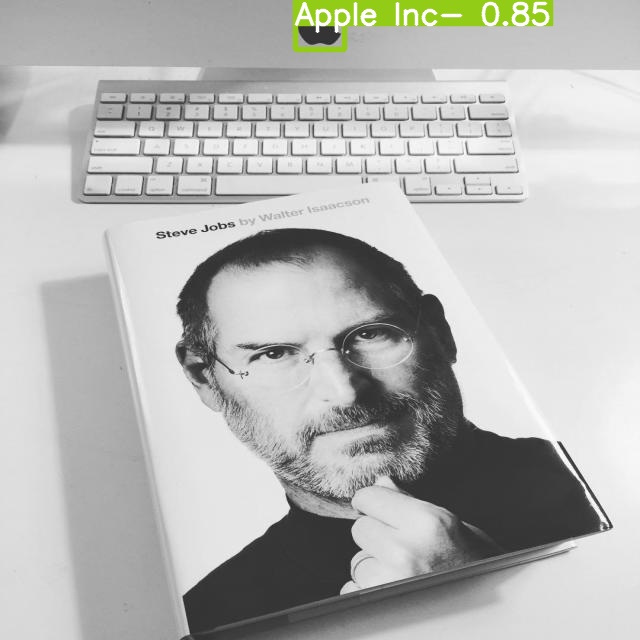 Apple Inc- 0.85
Steve Jobs by Walter Isaacson
Q W E R T Y U I O P
A S D F G H J K L
Z X C V B N M